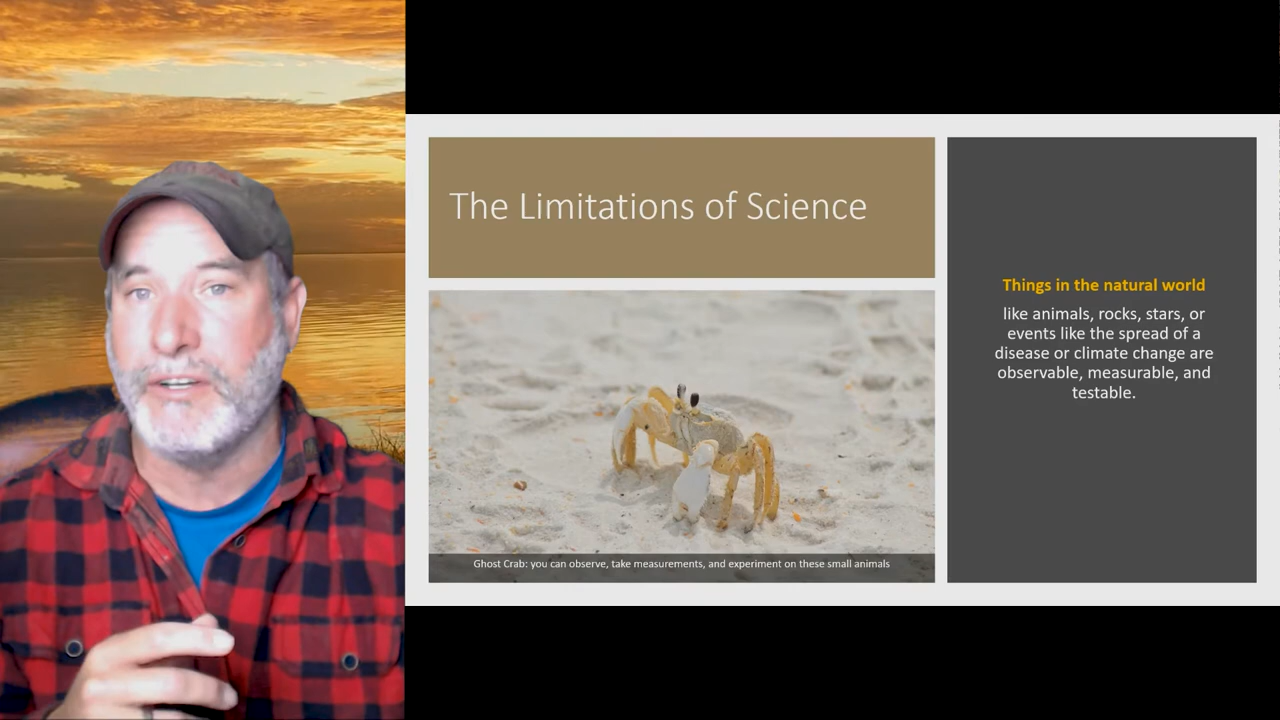 The Limitations of Science
Things in the natural world
like animals, rocks, stars, or
events like the spread of a
disease or climate change are
observable, measurable, and
testable.
Ghost Crab: you can observe, take measurements, and experiment on these small animals